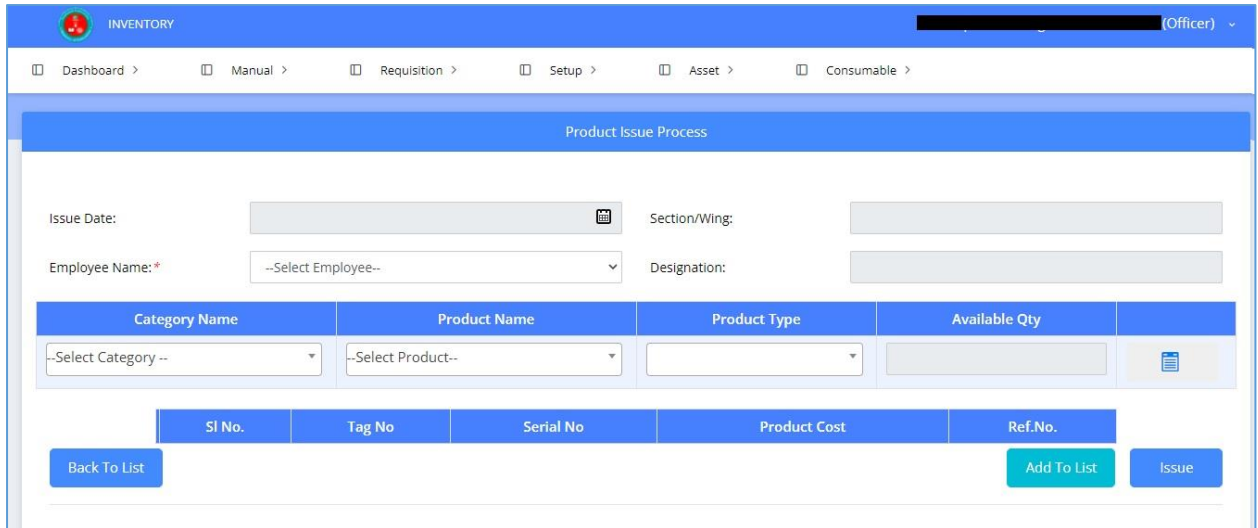 INVENTORY (Officer)
Dashboard > Manual > Requisition > Setup > Asset > Consumable >
Product Issue Process
Issue Date: Section/Wing:
Employee Name:* --Select Employee-- Designation:
Category Name Product Name Product Type Available Qty
--Select Category -- --Select Product--
Sl No. Tag No Serial No Product Cost Ref.No.
Back To List Add To List Issue